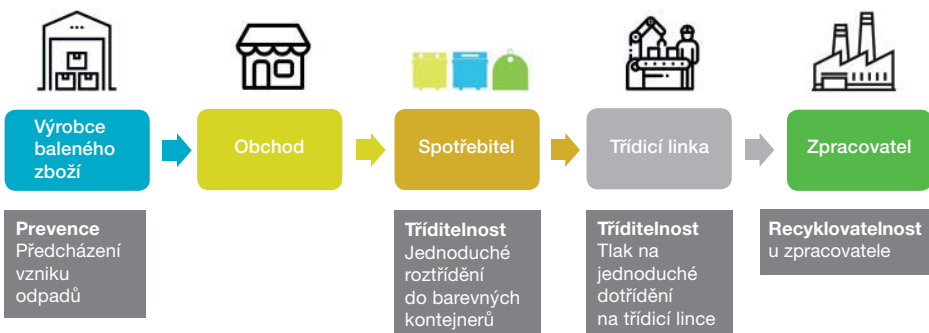 Výrobce
baleného
zboží
Obchod
Spotřebitel
Třídicí linka
Zpracovatel
Prevence
Předcházení
vzniku
odpadů
Tříditelnost
Jednoduché
roztřídění
do barevných
kontejnerů
Tříditelnost
Tlak na
jednoduché
dotřídění
na třídicí lince
Recyklovatelnost
u zpracovatele